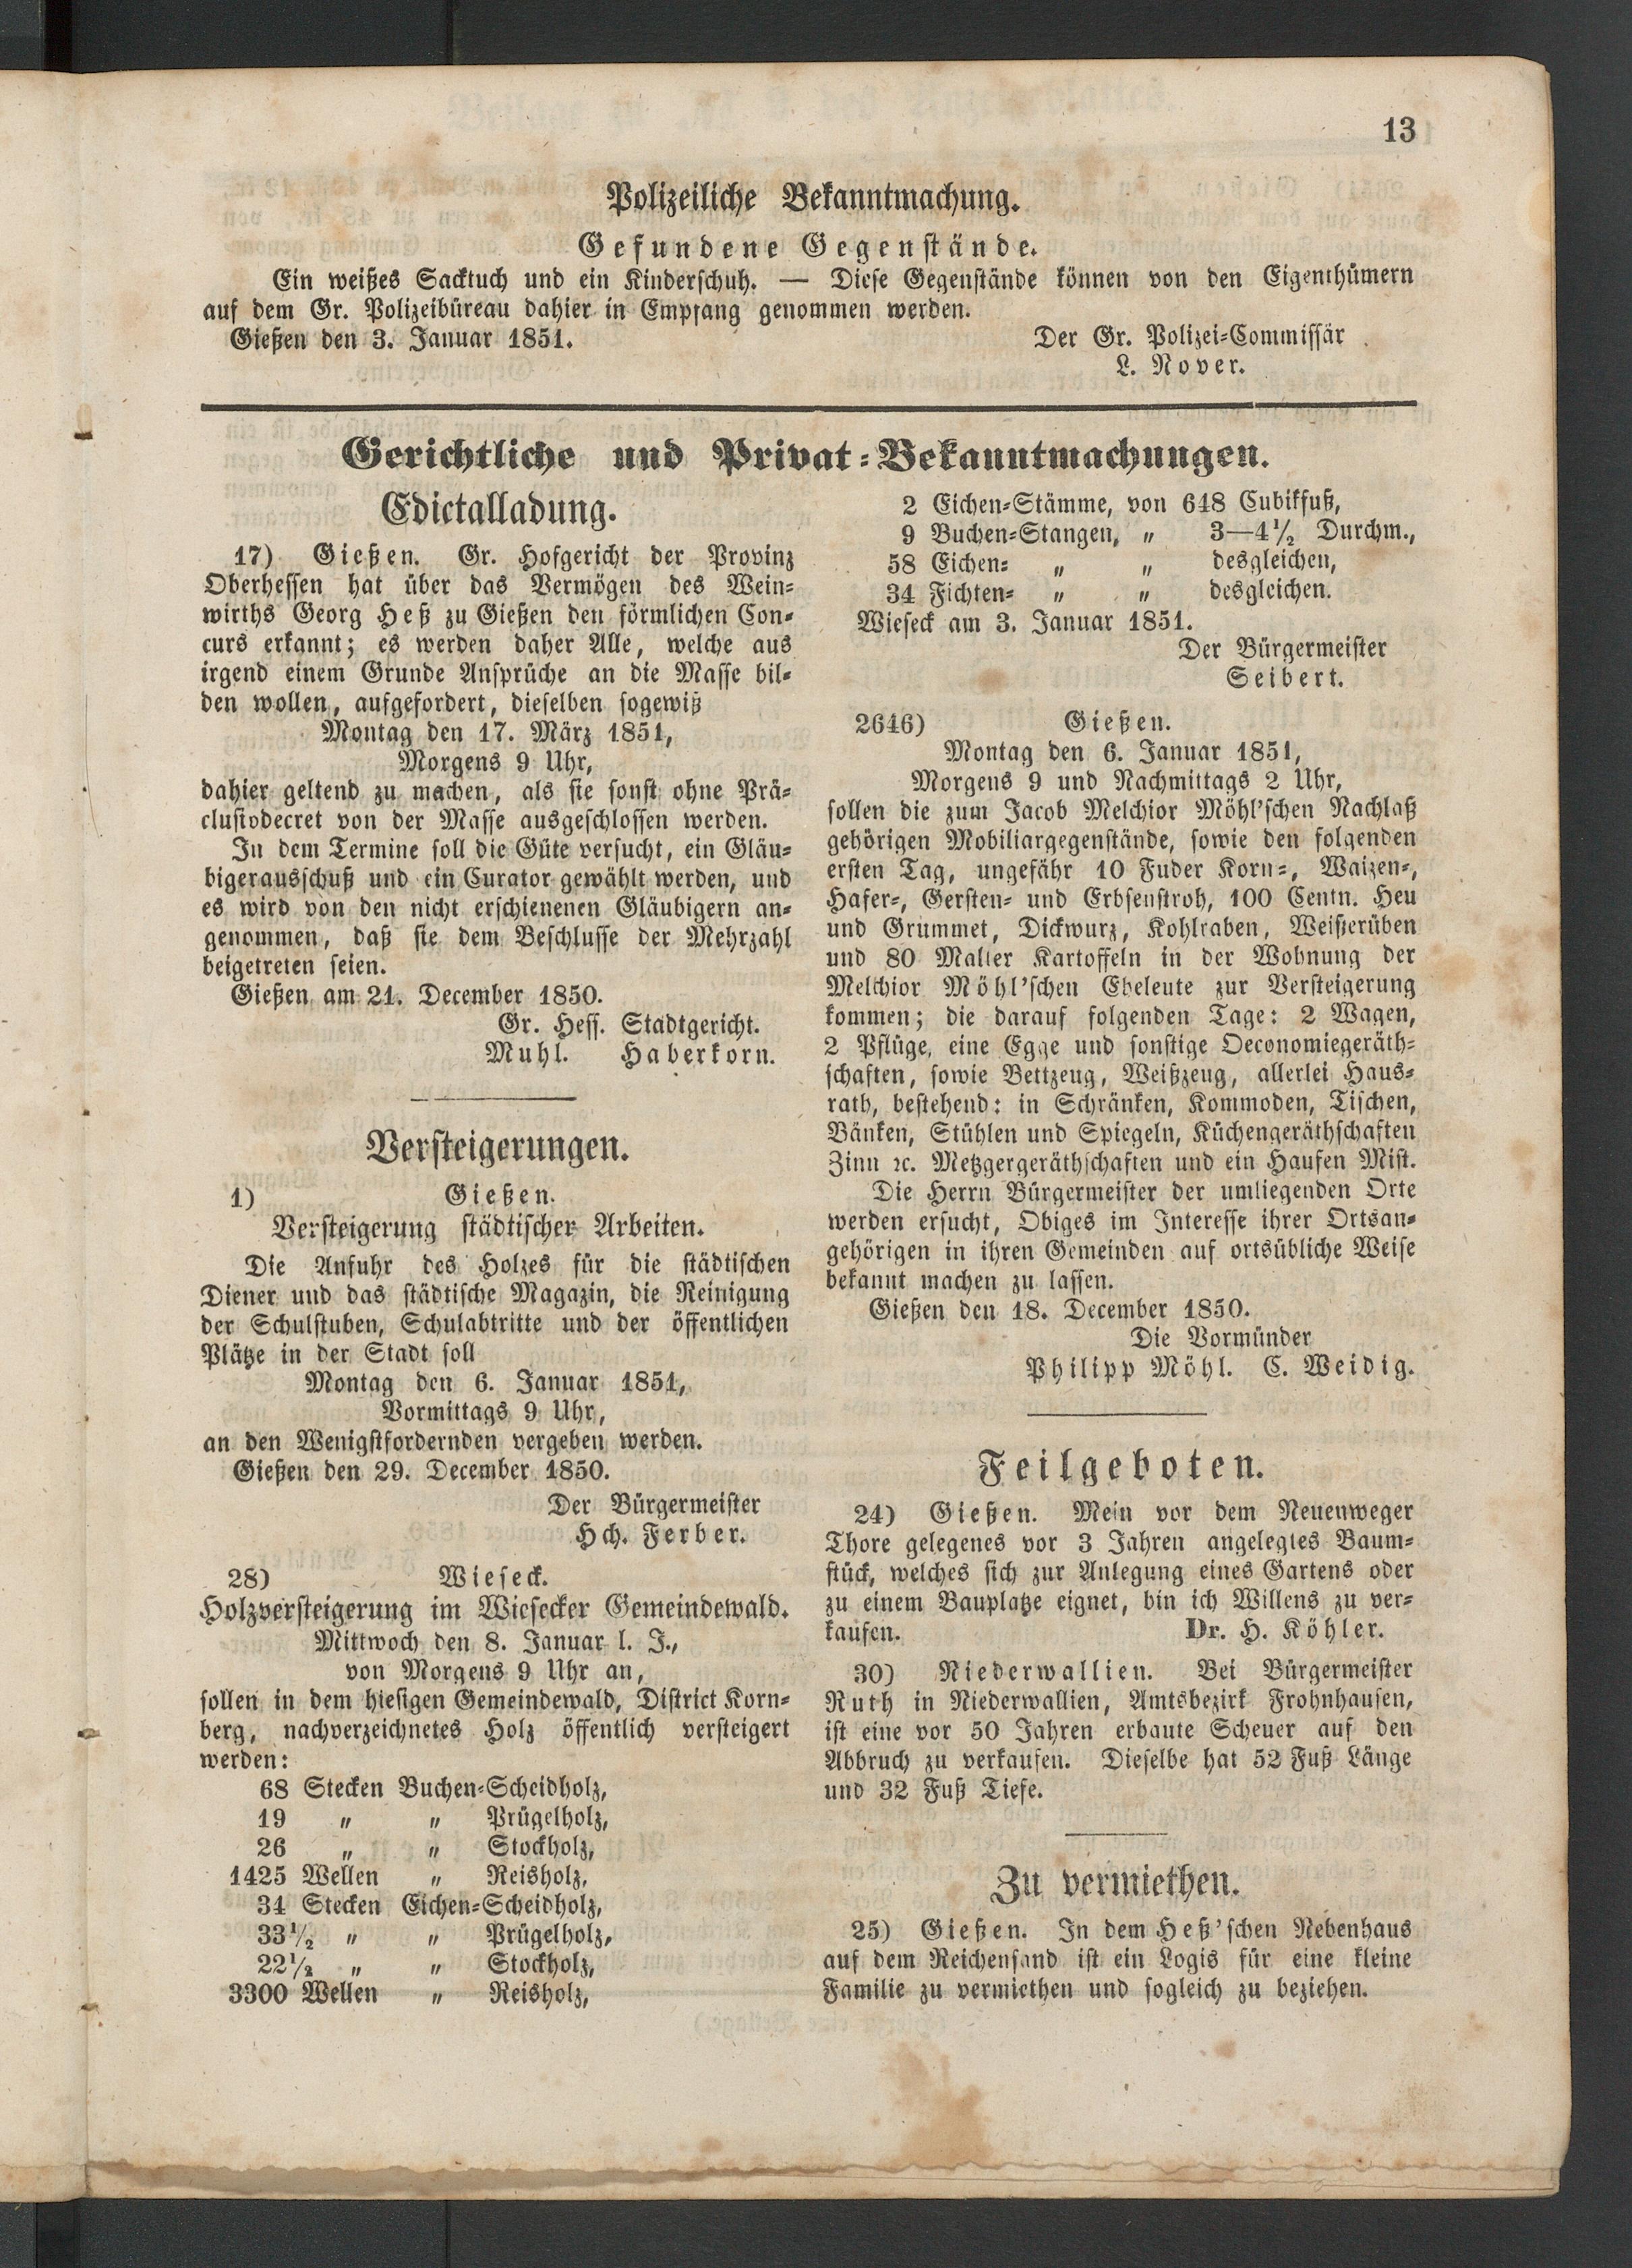 13
Polizeiliche Bekanntmachung.
Gefundene Gegenstände.
Ein weißes Sacktuch und ein Kinderschuh. — Diese Gegenstände können von den Eigenthümern
auf dem Gr. Polizeibüreau dahier in Empfang genommen werden.
Gießen den 3. Januar 1851.
Der Gr. Polizei-Commissär
L. Nover.
Gerichtliche und Privat-Bekanntmachungen.
Edictalladung.
17) Gießen. Gr. Hofgericht der Provinz
Oberhessen hat über das Vermögen des Wein-
wirths Georg Heß zu Gießen den förmlichen Con-
curs erkannt; es werden daher Alle, welche aus
irgend einem Grunde Ansprüche an die Masse bil-
den wollen, aufgefordert, dieselben sogewiß
Montag den 17. März 1851,
Morgens 9 Uhr,
dahier geltend zu machen, als sie sonst ohne Prä-
clusivdecret von der Masse ausgeschlossen werden.
In dem Termine soll die Güte versucht, ein Gläu-
bigerausschuß und ein Curator gewählt werden, und
es wird von den nicht erschienenen Gläubigern an-
genommen, daß sie dem Beschlusse der Mehrzahl
beigetreten seien.
Gießen am 21. December 1850.
Gr. Hess. Stadtgericht.
Muhl. Haberkorn.
Versteigerungen.
1) Gießen.
Versteigerung städtischer Arbeiten.
Die Anfuhr des Holzes für die städtischen
Diener und das städtische Magazin, die Reinigung
der Schulstuben, Schulabtritte und der öffentlichen
Plätze in der Stadt soll
Montag den 6. Januar 1851,
Vormittags 9 Uhr,
an den Wenigstfordernden vergeben werden.
Gießen den 29. December 1850.
Der Bürgermeister
Hch. Ferber.
28) Wieseck.
Holzversteigerung im Wiesecker Gemeindewald.
Mittwoch den 8. Januar l. J.,
von Morgens 9 Uhr an,
sollen in dem hiesigen Gemeindewald, District Korn-
berg, nachverzeichnetes Holz öffentlich versteigert
werden:
68 Stecken Buchen-Scheidholz,
19 „ „ Prügelholz,
26 „ „ Stockholz,
1425 Wellen „ Reisholz,
34 Stecken Eichen-Scheidholz,
33½ „ „ Prügelholz,
22½ „ „ Stockholz,
3300 Wellen „ Reisholz,
2 Eichen-Stämme, von 648 Cubikfuß,
9 Buchen-Stangen, „ 3—4½ Durchm.,
58 Eichen- „ „ desgleichen,
34 Fichten- „ „ desgleichen.
Wieseck am 3. Januar 1851.
Der Bürgermeister
Seibert.
2646) Gießen.
Montag den 6. Januar 1851,
Morgens 9 und Nachmittags 2 Uhr,
sollen die zum Jacob Melchior Möhl'schen Nachlaß
gehörigen Mobiliargegenstände, sowie den folgenden
ersten Tag, ungefähr 10 Fuder Korn-, Waizen-,
Hafer-, Gersten- und Erbsenstroh, 100 Centn. Heu
und Grummet, Dickwurz, Kohlraben, Weißerüben
und 80 Malter Kartoffeln in der Wohnung der
Melchior Möhl'schen Eheleute zur Versteigerung
kommen; die darauf folgenden Tage: 2 Wagen,
2 Pflüge, eine Egge und sonstige Oeconomiegeräth-
schaften, sowie Bettzeug, Weißzeug, allerlei Haus-
rath, bestehend: in Schränken, Kommoden, Tischen,
Bänken, Stühlen und Spiegeln, Küchengeräthschaften
Zinn ꝛc. Metzgergeräthschaften und ein Haufen Mist.
Die Herrn Bürgermeister der umliegenden Orte
werden ersucht, Obiges im Interesse ihrer Ortsan-
gehörigen in ihren Gemeinden auf ortsübliche Weise
bekannt machen zu lassen.
Gießen den 18. December 1850.
Die Vormünder
Philipp Möhl. C. Weidig.
Feilgeboten.
24) Gießen. Mein vor dem Neuenweger
Thore gelegenes vor 3 Jahren angelegtes Baum-
stück, welches sich zur Anlegung eines Gartens oder
zu einem Bauplatze eignet, bin ich Willens zu ver-
kaufen. Dr. H. Köhler.
30) Niederwallien. Bei Bürgermeister
Ruth in Niederwallien, Amtsbezirk Frohnhausen,
ist eine vor 50 Jahren erbaute Scheuer auf den
Abbruch zu verkaufen. Dieselbe hat 52 Fuß Länge
und 32 Fuß Tiefe.
Zu vermiethen.
25) Gießen. In dem Heß'schen Nebenhaus
auf dem Reichensand ist ein Logis für eine kleine
Familie zu vermiethen und sogleich zu beziehen.